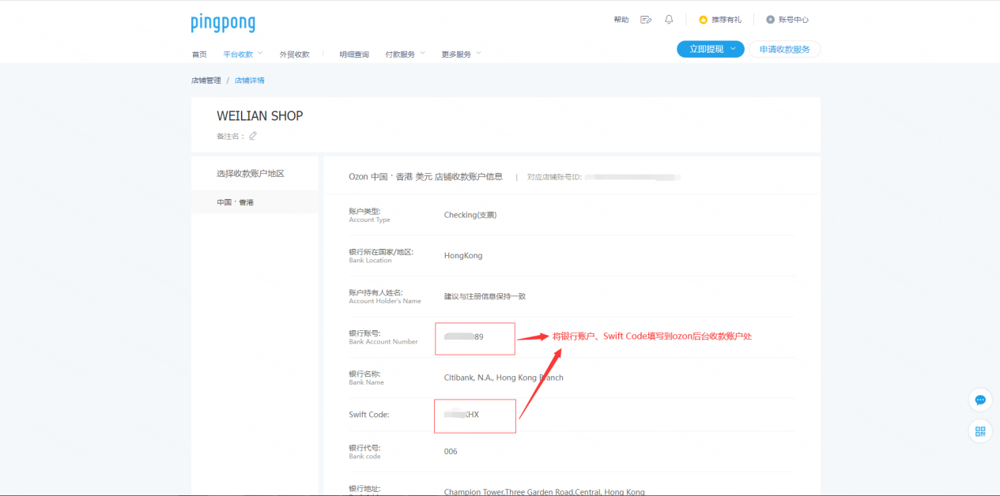 pingpong
帮助
推荐有礼
账号中心
首页 平台收款 外贸收款 明细查询 付款服务 更多服务
立即提现
申请收款服务
店铺管理 / 店铺详情
WEILIAN SHOP
备注名：
选择收款账户地区
中国·香港
Ozon 中国·香港 美元 店铺收款账户信息 | 对应店铺账号ID:
账户类型: Checking(支票)
Account Type
银行所在国家/地区: HongKong
Bank Location
账户持有人姓名: 建议与注册信息保持一致
Account Holder's Name
银行账号: 89 将银行账户、Swift Code填写到ozon后台收款账户处
Bank Account Number
银行名称: Citibank, N.A., Hong Kong Branch
Bank Name
Swift Code: KHX
银行代号: 006
Bank code
银行地址: Champion Tower,Three Garden Road,Central, Hong Kong